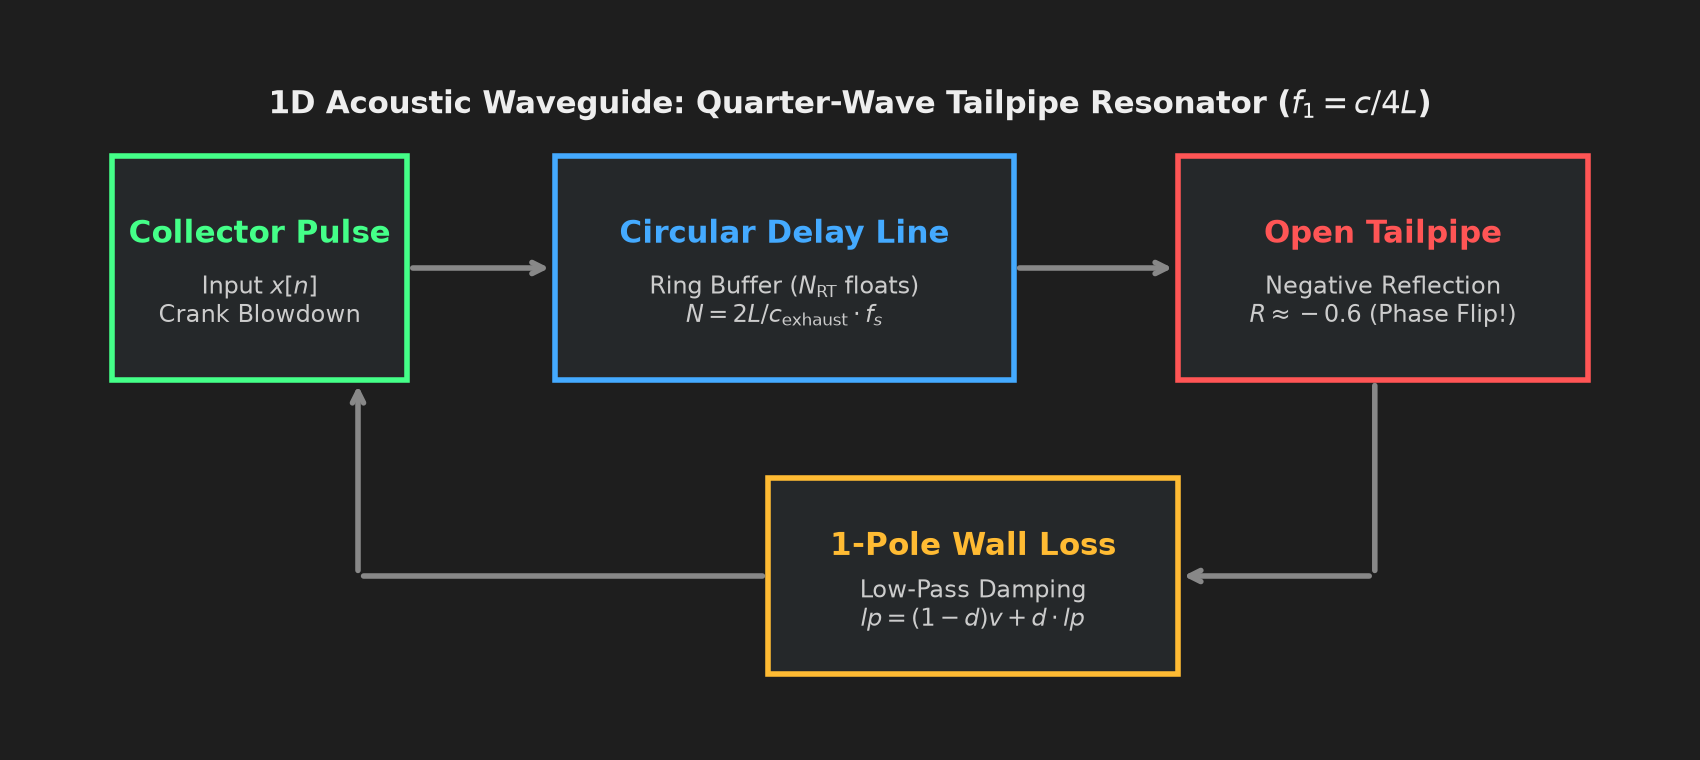 1D Acoustic Waveguide: Quarter-Wave Tailpipe Resonator (f₁ = c/4L)
Collector Pulse
Input x[n]
Crank Blowdown
Circular Delay Line
Ring Buffer (N_RT floats)
N = 2L/c_exhaust · f_s
Open Tailpipe
Negative Reflection
R ≈ −0.6 (Phase Flip!)
1-Pole Wall Loss
Low-Pass Damping
lp = (1 − d)v + d · lp